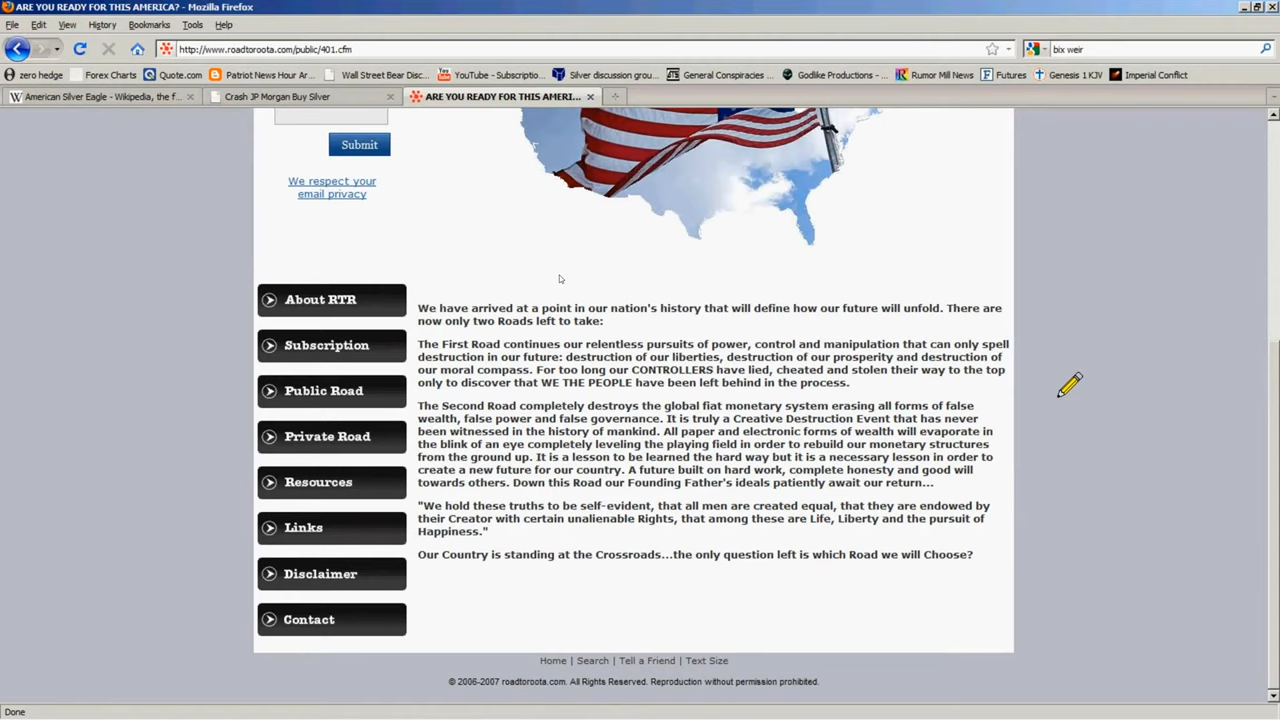 ARE YOU READY FOR THIS AMERICA? - Mozilla Firefox
File Edit View History Bookmarks Tools Help
http://www.roadtoroota.com/public/401.cfm
bix weir
zero hedge Forex Charts Quote.com Patriot News Hour Ar... Wall Street Bear Disc... YouTube - Subscriptio... Silver discussion grou... General Conspiracies ... Godlike Productions - ... Rumor Mill News Futures Genesis 1 KJV Imperial Conflict
American Silver Eagle - Wikipedia, the f... Crash JP Morgan Buy Silver ARE YOU READY FOR THIS AMERI...
Submit
We respect your
email privacy
About RTR
Subscription
Public Road
Private Road
Resources
Links
Disclaimer
Contact
We have arrived at a point in our nation's history that will define how our future will unfold. There are
now only two Roads left to take:
The First Road continues our relentless pursuits of power, control and manipulation that can only spell
destruction in our future: destruction of our liberties, destruction of our prosperity and destruction of
our moral compass. For too long our CONTROLLERS have lied, cheated and stolen their way to the top
only to discover that WE THE PEOPLE have been left behind in the process.
The Second Road completely destroys the global fiat monetary system erasing all forms of false
wealth, false power and false governance. It is truly a Creative Destruction Event that has never
been witnessed in the history of mankind. All paper and electronic forms of wealth will evaporate in
the blink of an eye completely leveling the playing field in order to rebuild our monetary structures
from the ground up. It is a lesson to be learned the hard way but it is a necessary lesson in order to
create a new future for our country. A future built on hard work, complete honesty and good will
towards others. Down this Road our Founding Father's ideals patiently await our return...
"We hold these truths to be self-evident, that all men are created equal, that they are endowed by
their Creator with certain unalienable Rights, that among these are Life, Liberty and the pursuit of
Happiness."
Our Country is standing at the Crossroads...the only question left is which Road we will Choose?
Home | Search | Tell a Friend | Text Size
© 2006-2007 roadtoroota.com. All Rights Reserved. Reproduction without permission prohibited.
Done